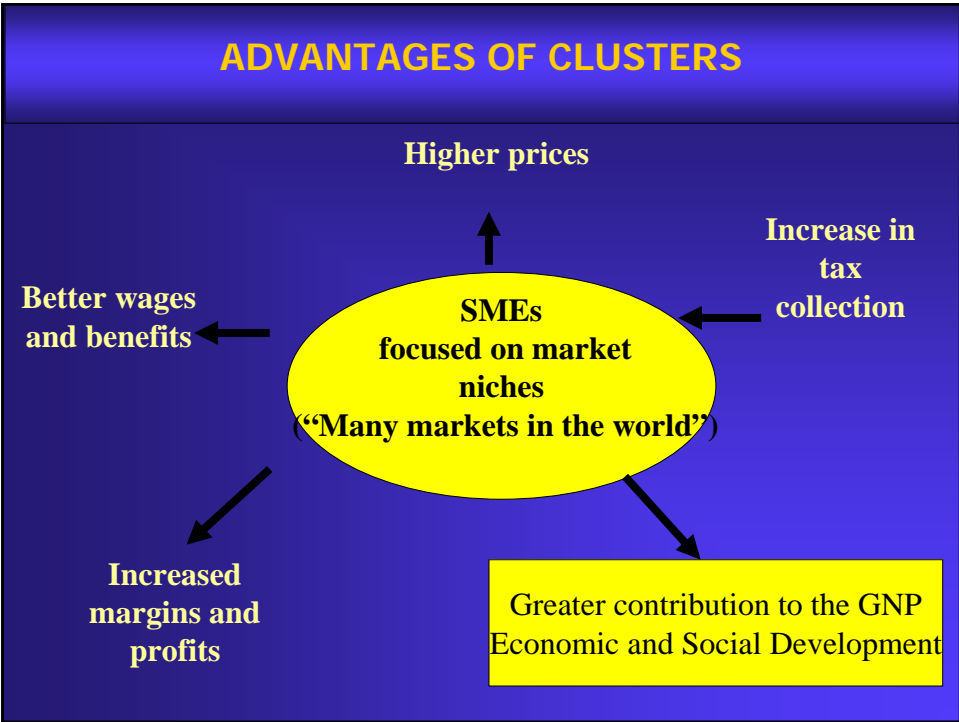 ADVANTAGES OF CLUSTERS
Higher prices
Increase in
tax
collection
Better wages
and benefits
SMEs
focused on market
niches
(“Many markets in the world”)
Increased
margins and
profits
Greater contribution to the GNP
Economic and Social Development